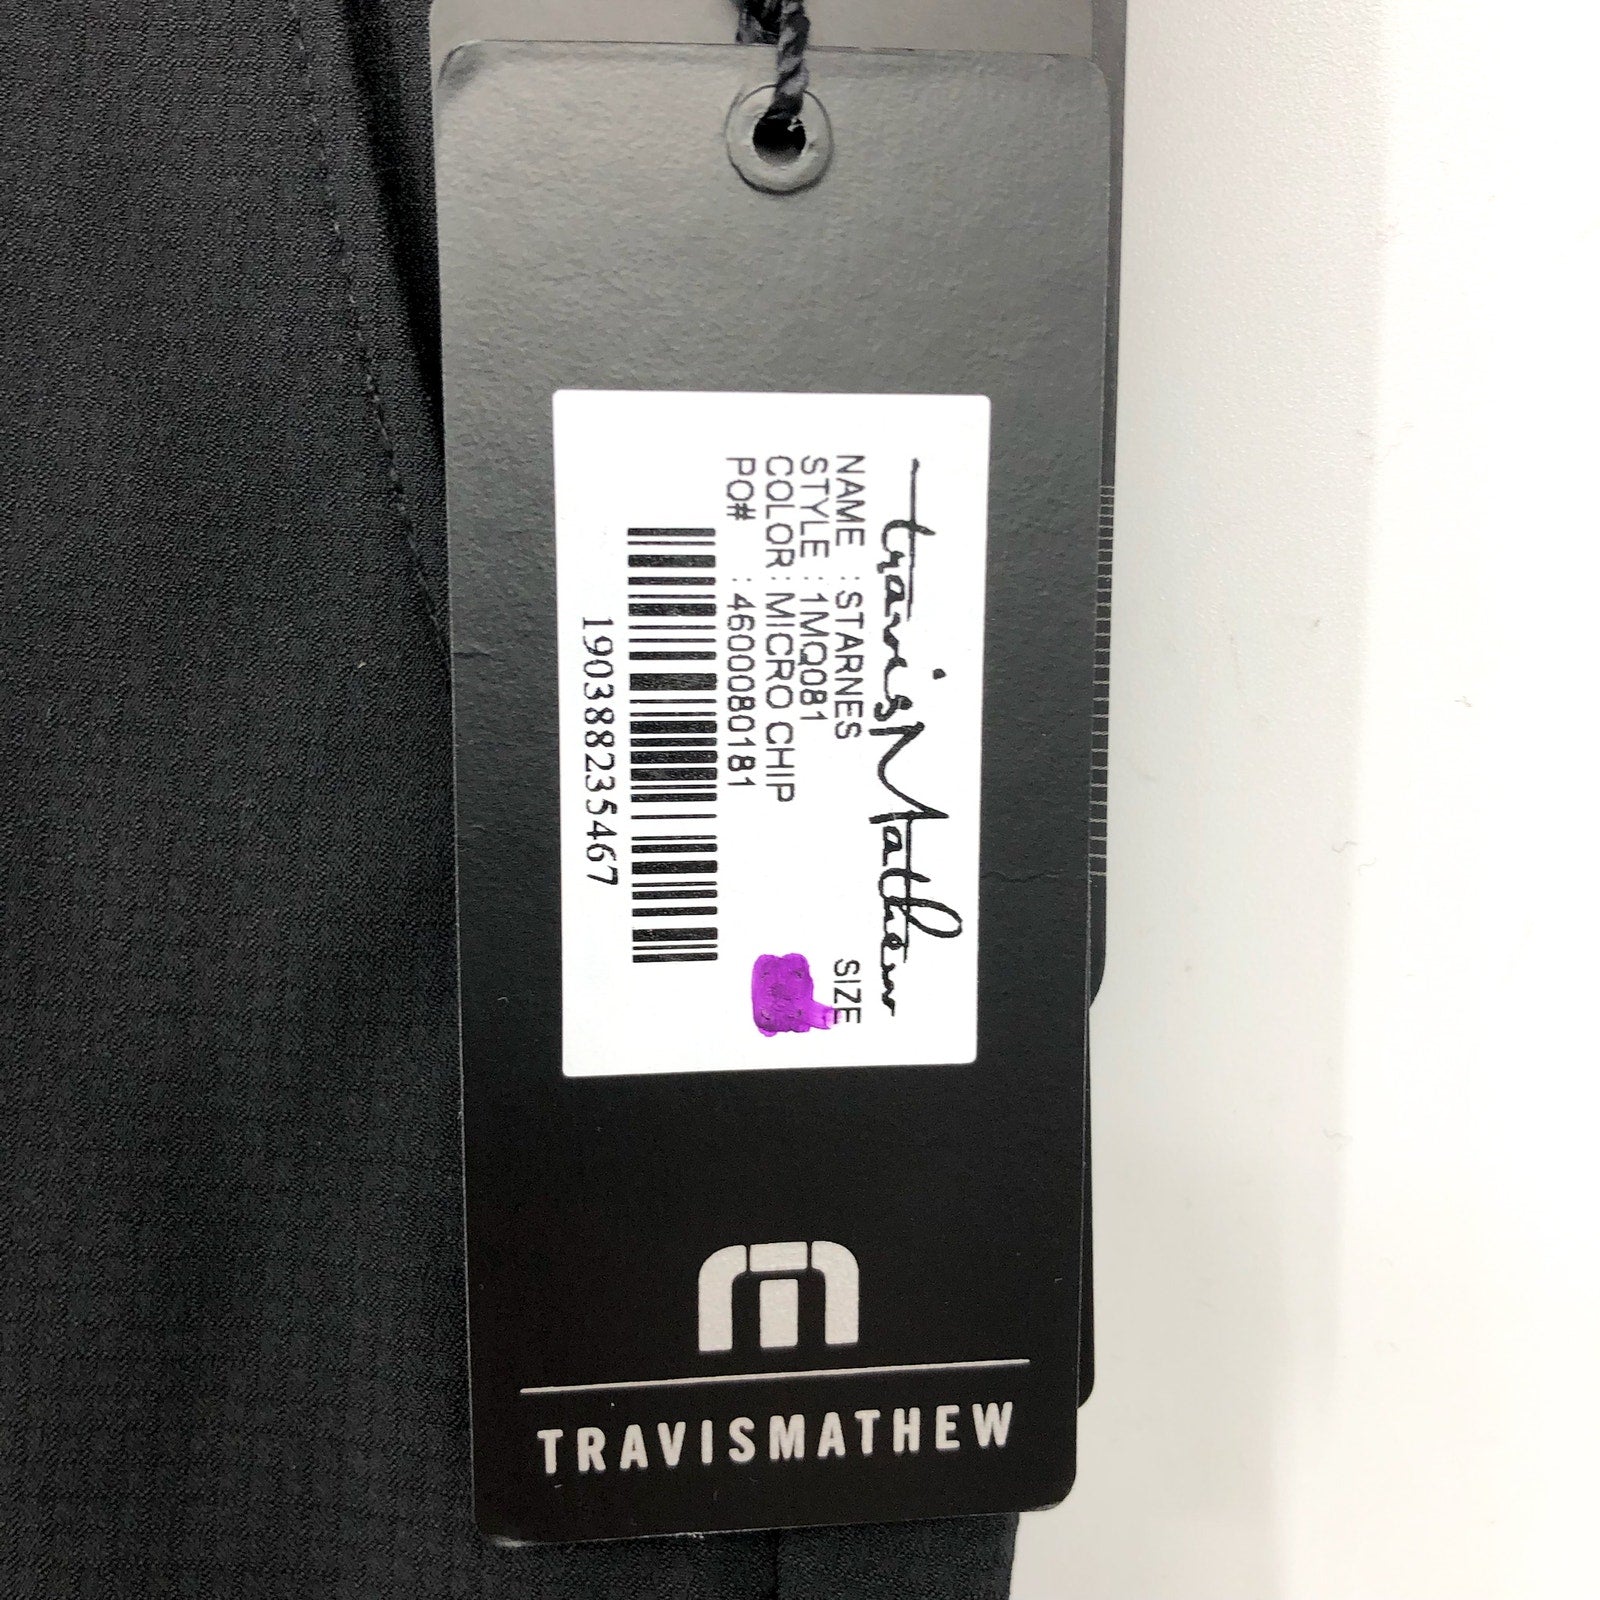 travisMathew
NAME : STARNES
SIZE
STYLE : 1MQ081
COLOR : MICRO CHIP
PO# : 4600080181
190388235467
TRAVISMATHEW